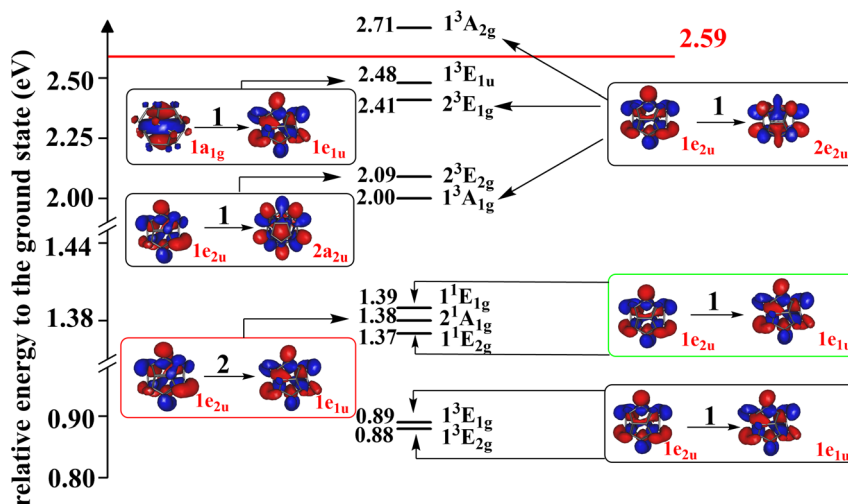 relative energy to the ground state (eV)
2.71 1³A₂g
2.59
2.50
2.48 1³E₁ᵤ
2.41 2³E₁g
1
1a₁g 1e₁ᵤ
1
1e₂ᵤ 2e₂ᵤ
2.25
2.09 2³E₂g
2.00
2.00 1³A₁g
1
1e₂ᵤ 2a₂ᵤ
1.44
1.39 1¹E₁g
1.38
1.38 2¹A₁g
1.37 1¹E₂g
1
1e₂ᵤ 1e₁ᵤ
2
1e₂ᵤ 1e₁ᵤ
0.90
0.89 1³E₁g
0.88 1³E₂g
1
1e₂ᵤ 1e₁ᵤ
0.80